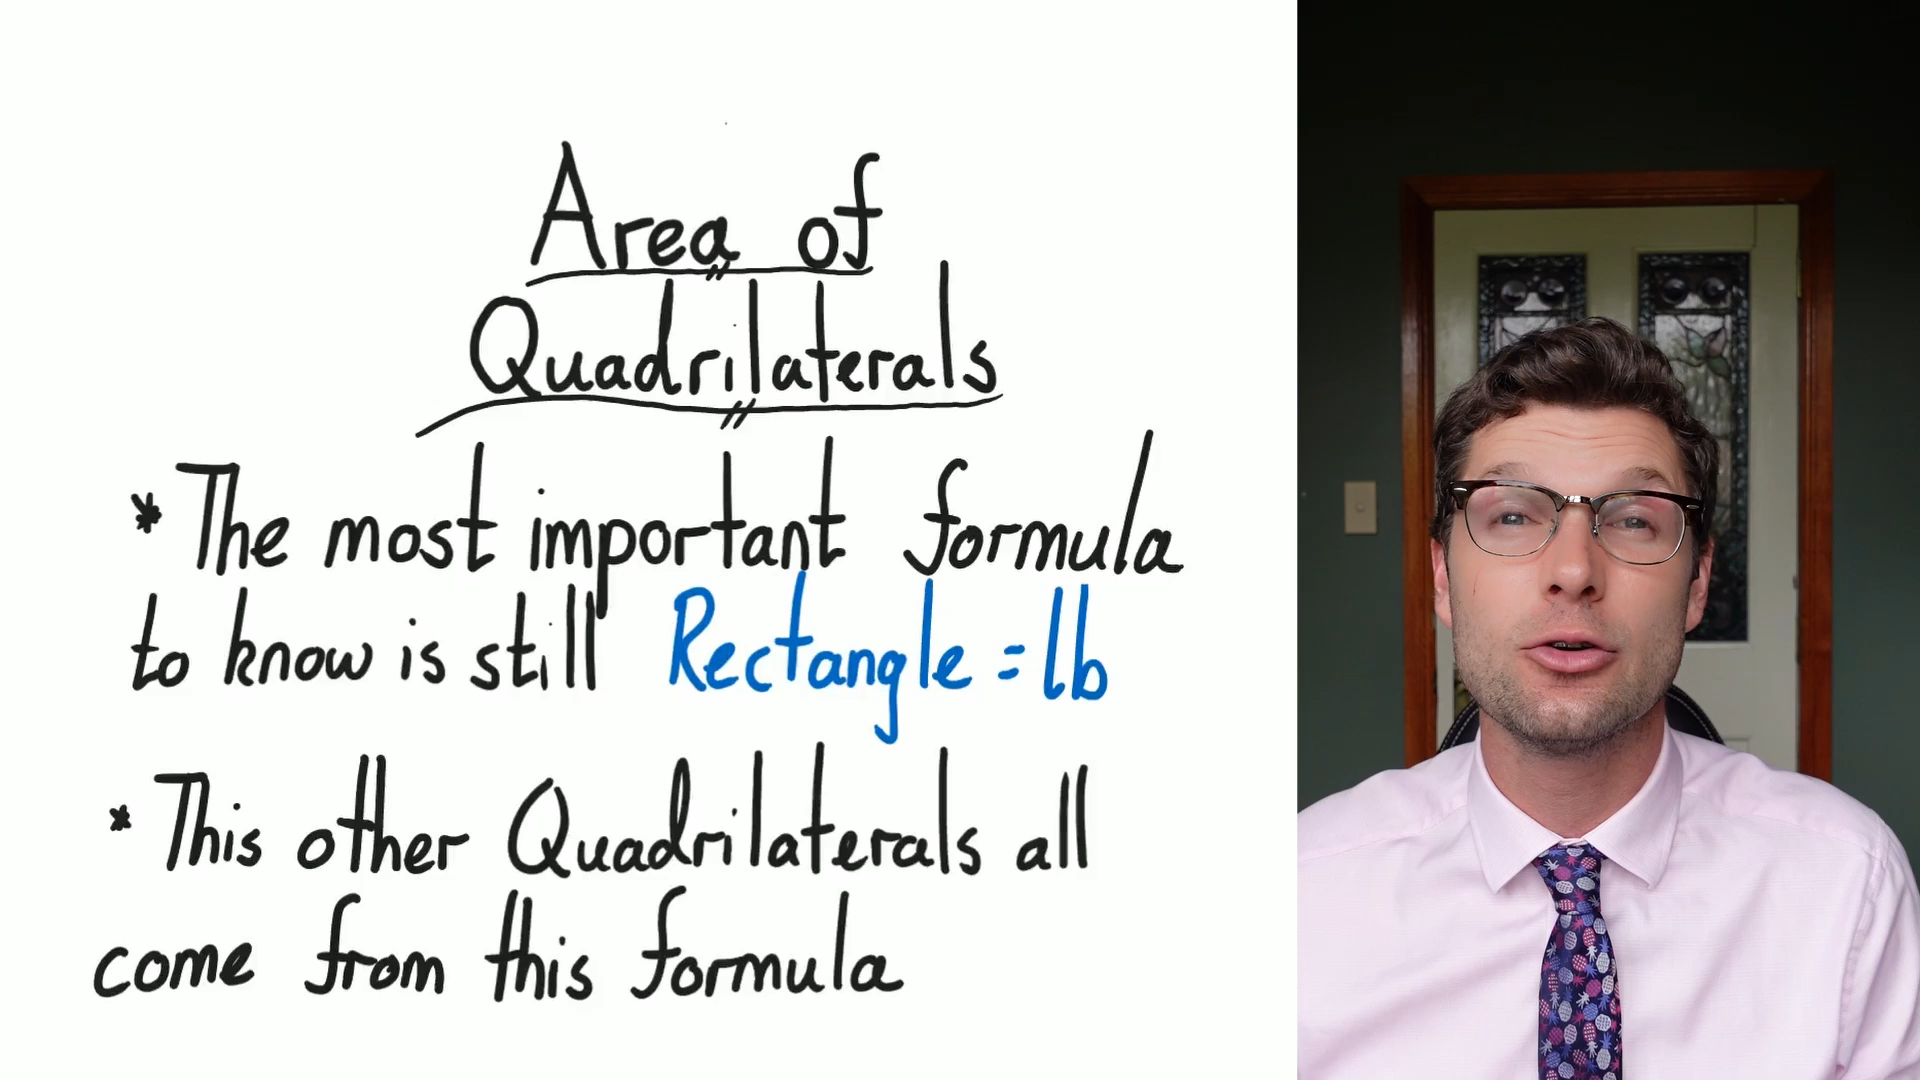 Area of
Quadrilaterals
* The most important formula
to know is still Rectangle = lb
* This other Quadrilaterals all
come from this formula